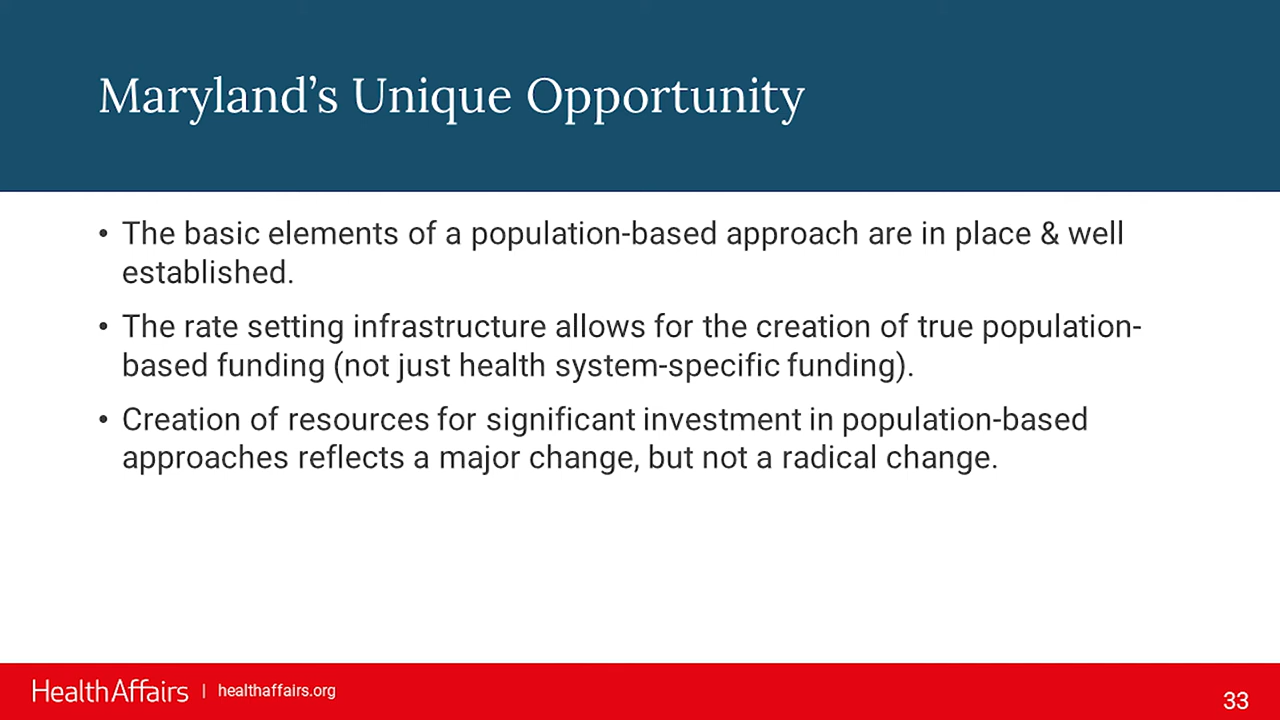 Maryland’s Unique Opportunity
• The basic elements of a population-based approach are in place & well
established.
• The rate setting infrastructure allows for the creation of true population-
based funding (not just health system-specific funding).
• Creation of resources for significant investment in population-based
approaches reflects a major change, but not a radical change.
HealthAffairs | healthaffairs.org
33